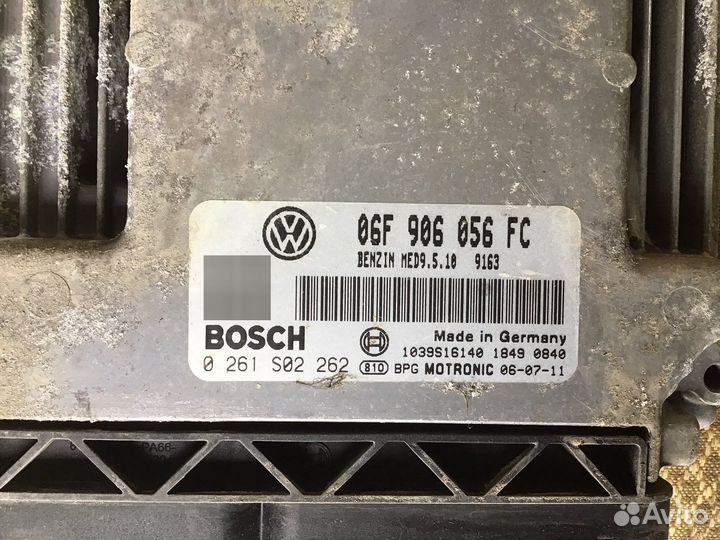 06F 906 056 FC
BENZIN MED9.5.10 9163
BOSCH
Made in Germany
1039S16140 1849 0840
0 261 S02 262 810 BPG MOTRONIC 06-07-11
PA66-
Avito